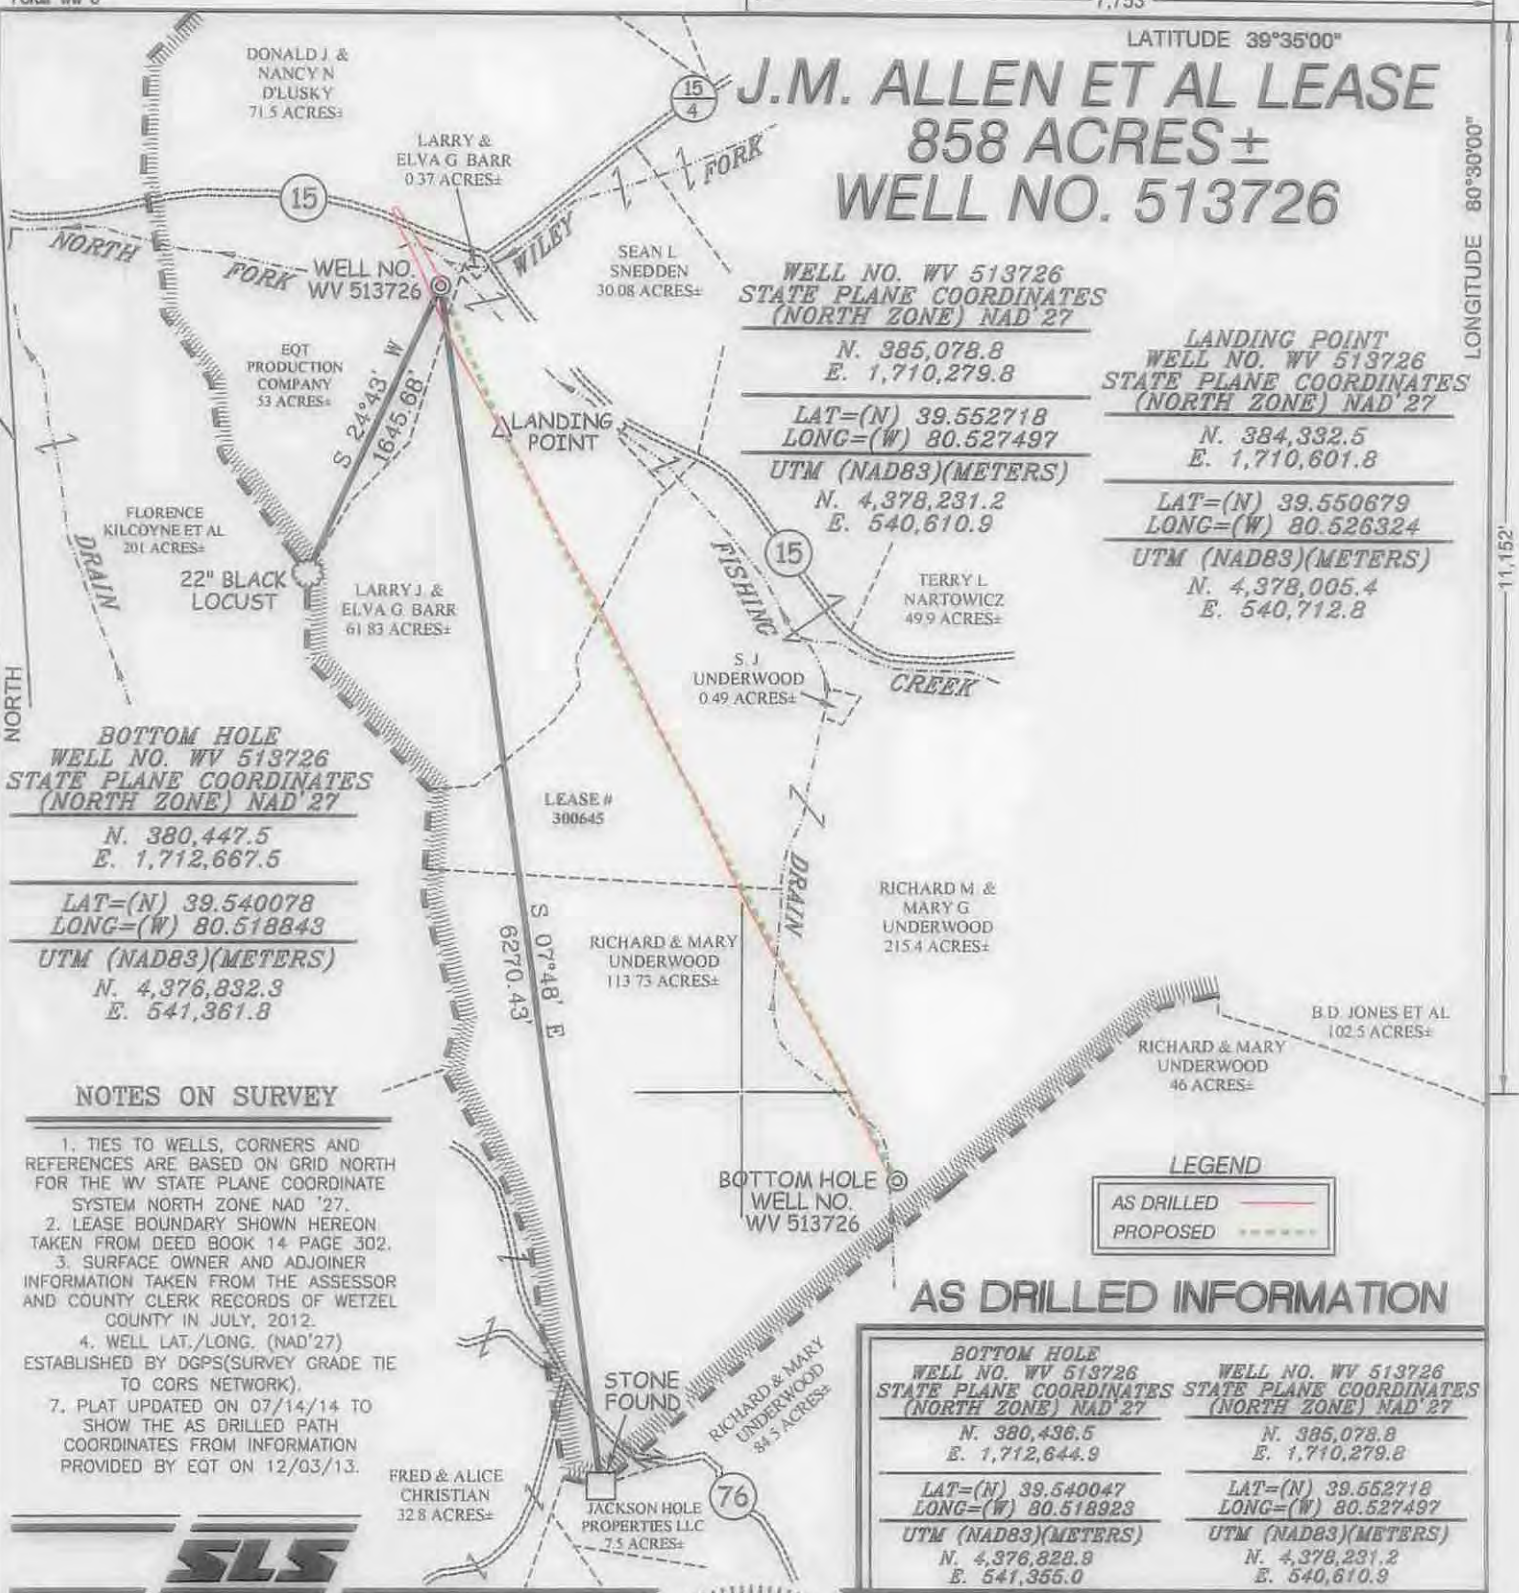 7,753'
LATITUDE 39°35'00"
J.M. ALLEN ET AL LEASE
858 ACRES±
WELL NO. 513726
LONGITUDE 80°30'00"
11,152'
DONALD J. &
NANCY N
D'LUSKY
71.5 ACRES±
LARRY &
ELVA G. BARR
0.37 ACRES±
15
4
15
NORTH
FORK
WILEY
FORK
WELL NO.
WV 513726
SEAN L
SNEDDEN
30.08 ACRES±
WELL NO. WV 513726
STATE PLANE COORDINATES
(NORTH ZONE) NAD'27
N. 385,078.8
E. 1,710,279.8
LAT=(N) 39.552718
LONG=(W) 80.527497
UTM (NAD83)(METERS)
N. 4,378,231.2
E. 540,610.9
LANDING POINT
WELL NO. WV 513726
STATE PLANE COORDINATES
(NORTH ZONE) NAD'27
N. 384,332.5
E. 1,710,601.8
LAT=(N) 39.550679
LONG=(W) 80.526324
UTM (NAD83)(METERS)
N. 4,378,005.4
E. 540,712.8
EQT
PRODUCTION
COMPANY
53 ACRES±
S 24°43' W
1645.68'
LANDING
POINT
FLORENCE
KILCOYNE ET AL
201 ACRES±
DRAIN
22" BLACK
LOCUST
LARRY J. &
ELVA G. BARR
61.83 ACRES±
FISHING
15
TERRY L
NARTOWICZ
49.9 ACRES±
S. J.
UNDERWOOD
0.49 ACRES±
CREEK
NORTH
BOTTOM HOLE
WELL NO. WV 513726
STATE PLANE COORDINATES
(NORTH ZONE) NAD'27
N. 380,447.5
E. 1,712,667.5
LAT=(N) 39.540078
LONG=(W) 80.518843
UTM (NAD83)(METERS)
N. 4,376,832.3
E. 541,361.8
LEASE #
300645
DRAIN
S 07°48' E
6270.43'
RICHARD & MARY
UNDERWOOD
113.73 ACRES±
RICHARD M &
MARY G
UNDERWOOD
215.4 ACRES±
B.D. JONES ET AL
102.5 ACRES±
RICHARD & MARY
UNDERWOOD
46 ACRES±
NOTES ON SURVEY
1. TIES TO WELLS, CORNERS AND
REFERENCES ARE BASED ON GRID NORTH
FOR THE WV STATE PLANE COORDINATE
SYSTEM NORTH ZONE NAD '27.
2. LEASE BOUNDARY SHOWN HEREON
TAKEN FROM DEED BOOK 14 PAGE 302.
3. SURFACE OWNER AND ADJOINER
INFORMATION TAKEN FROM THE ASSESSOR
AND COUNTY CLERK RECORDS OF WETZEL
COUNTY IN JULY, 2012.
4. WELL LAT./LONG. (NAD'27)
ESTABLISHED BY DGPS(SURVEY GRADE TIE
TO CORS NETWORK).
7. PLAT UPDATED ON 07/14/14 TO
SHOW THE AS DRILLED PATH
COORDINATES FROM INFORMATION
PROVIDED BY EQT ON 12/03/13.
BOTTOM HOLE
WELL NO.
WV 513726
LEGEND
AS DRILLED
PROPOSED
AS DRILLED INFORMATION
BOTTOM HOLE
WELL NO. WV 513726
STATE PLANE COORDINATES
(NORTH ZONE) NAD'27
N. 380,436.5
E. 1,712,644.9
LAT=(N) 39.540047
LONG=(W) 80.518923
UTM (NAD83)(METERS)
N. 4,376,828.9
E. 541,355.0
WELL NO. WV 513726
STATE PLANE COORDINATES
(NORTH ZONE) NAD'27
N. 385,078.8
E. 1,710,279.8
LAT=(N) 39.552718
LONG=(W) 80.527497
UTM (NAD83)(METERS)
N. 4,378,231.2
E. 540,610.9
STONE
FOUND
RICHARD & MARY
UNDERWOOD
84.5 ACRES±
FRED & ALICE
CHRISTIAN
32.8 ACRES±
JACKSON HOLE
PROPERTIES LLC
7.5 ACRES±
76
SLS